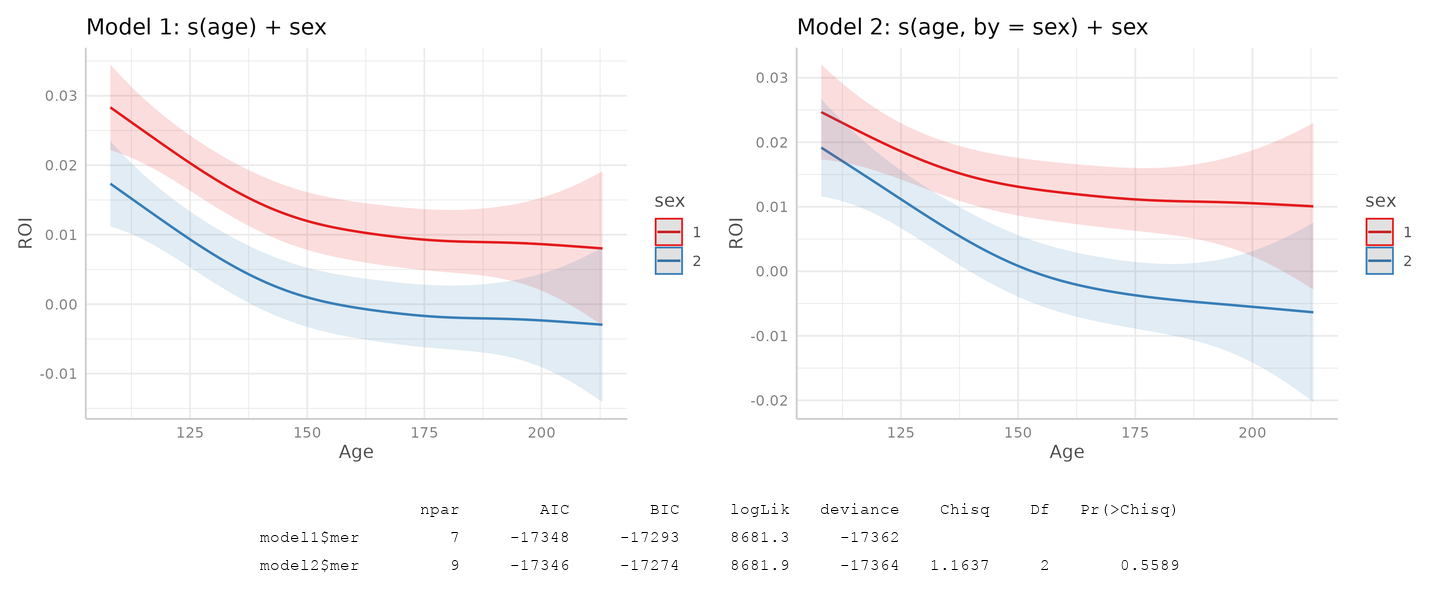 Model 1: s(age) + sex
0.03
0.02
0.01
0.00
-0.01
ROI
125 150 175 200
Age
sex
1
2
Model 2: s(age, by = sex) + sex
0.03
0.02
0.01
0.00
-0.01
-0.02
ROI
125 150 175 200
Age
sex
1
2
npar AIC BIC logLik deviance Chisq Df Pr(>Chisq)
model1$mer 7 -17348 -17293 8681.3 -17362
model2$mer 9 -17346 -17274 8681.9 -17364 1.1637 2 0.5589